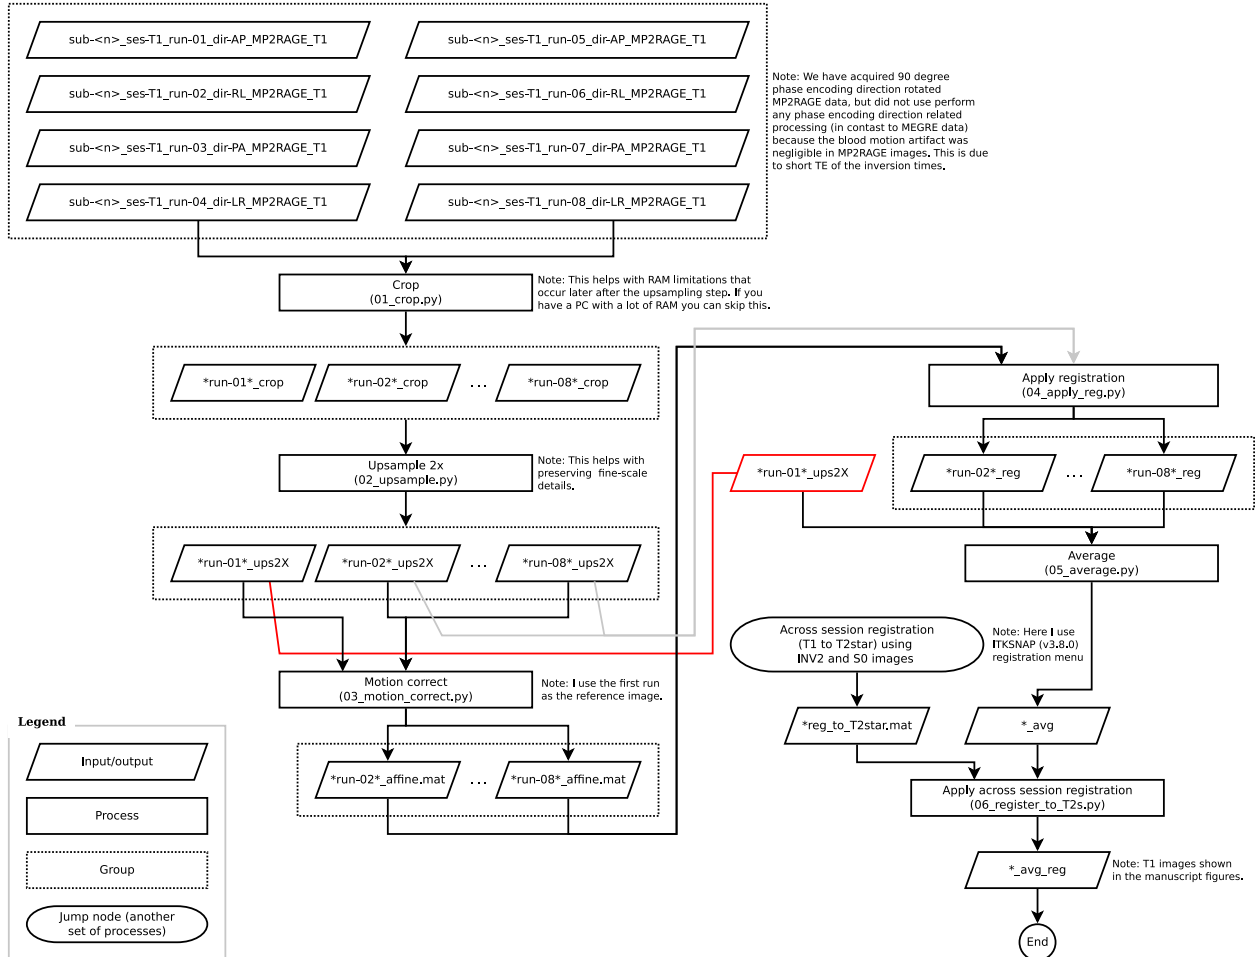 sub-<n>_ses-T1_run-01_dir-AP_MP2RAGE_T1
sub-<n>_ses-T1_run-05_dir-AP_MP2RAGE_T1
sub-<n>_ses-T1_run-02_dir-RL_MP2RAGE_T1
sub-<n>_ses-T1_run-06_dir-RL_MP2RAGE_T1
sub-<n>_ses-T1_run-03_dir-PA_MP2RAGE_T1
sub-<n>_ses-T1_run-07_dir-PA_MP2RAGE_T1
sub-<n>_ses-T1_run-04_dir-LR_MP2RAGE_T1
sub-<n>_ses-T1_run-08_dir-LR_MP2RAGE_T1
Note: We have acquired 90 degree
phase encoding direction rotated
MP2RAGE data, but did not use perform
any phase encoding direction related
processing (in contast to MEGRE data)
because the blood motion artifact was
negligible in MP2RAGE images. This is due
to short TE of the inversion times.
Crop
(01_crop.py)
Note: This helps with RAM limitations that
occur later after the upsampling step. If you
have a PC with a lot of RAM you can skip this.
*run-01*_crop
*run-02*_crop
...
*run-08*_crop
Upsample 2x
(02_upsample.py)
Note: This helps with
preserving fine-scale
details.
*run-01*_ups2X
*run-02*_ups2X
...
*run-08*_ups2X
Motion correct
(03_motion_correct.py)
Note: I use the first run
as the reference image.
*run-02*_affine.mat
...
*run-08*_affine.mat
Apply registration
(04_apply_reg.py)
*run-01*_ups2X
*run-02*_reg
...
*run-08*_reg
Average
(05_average.py)
Across session registration
(T1 to T2star) using
INV2 and S0 images
Note: Here I use
ITKSNAP (v3.8.0)
registration menu
*reg_to_T2star.mat
*_avg
Apply across session registration
(06_register_to_T2s.py)
*_avg_reg
Note: T1 images shown
in the manuscript figures.
End
Legend
Input/output
Process
Group
Jump node (another
set of processes)